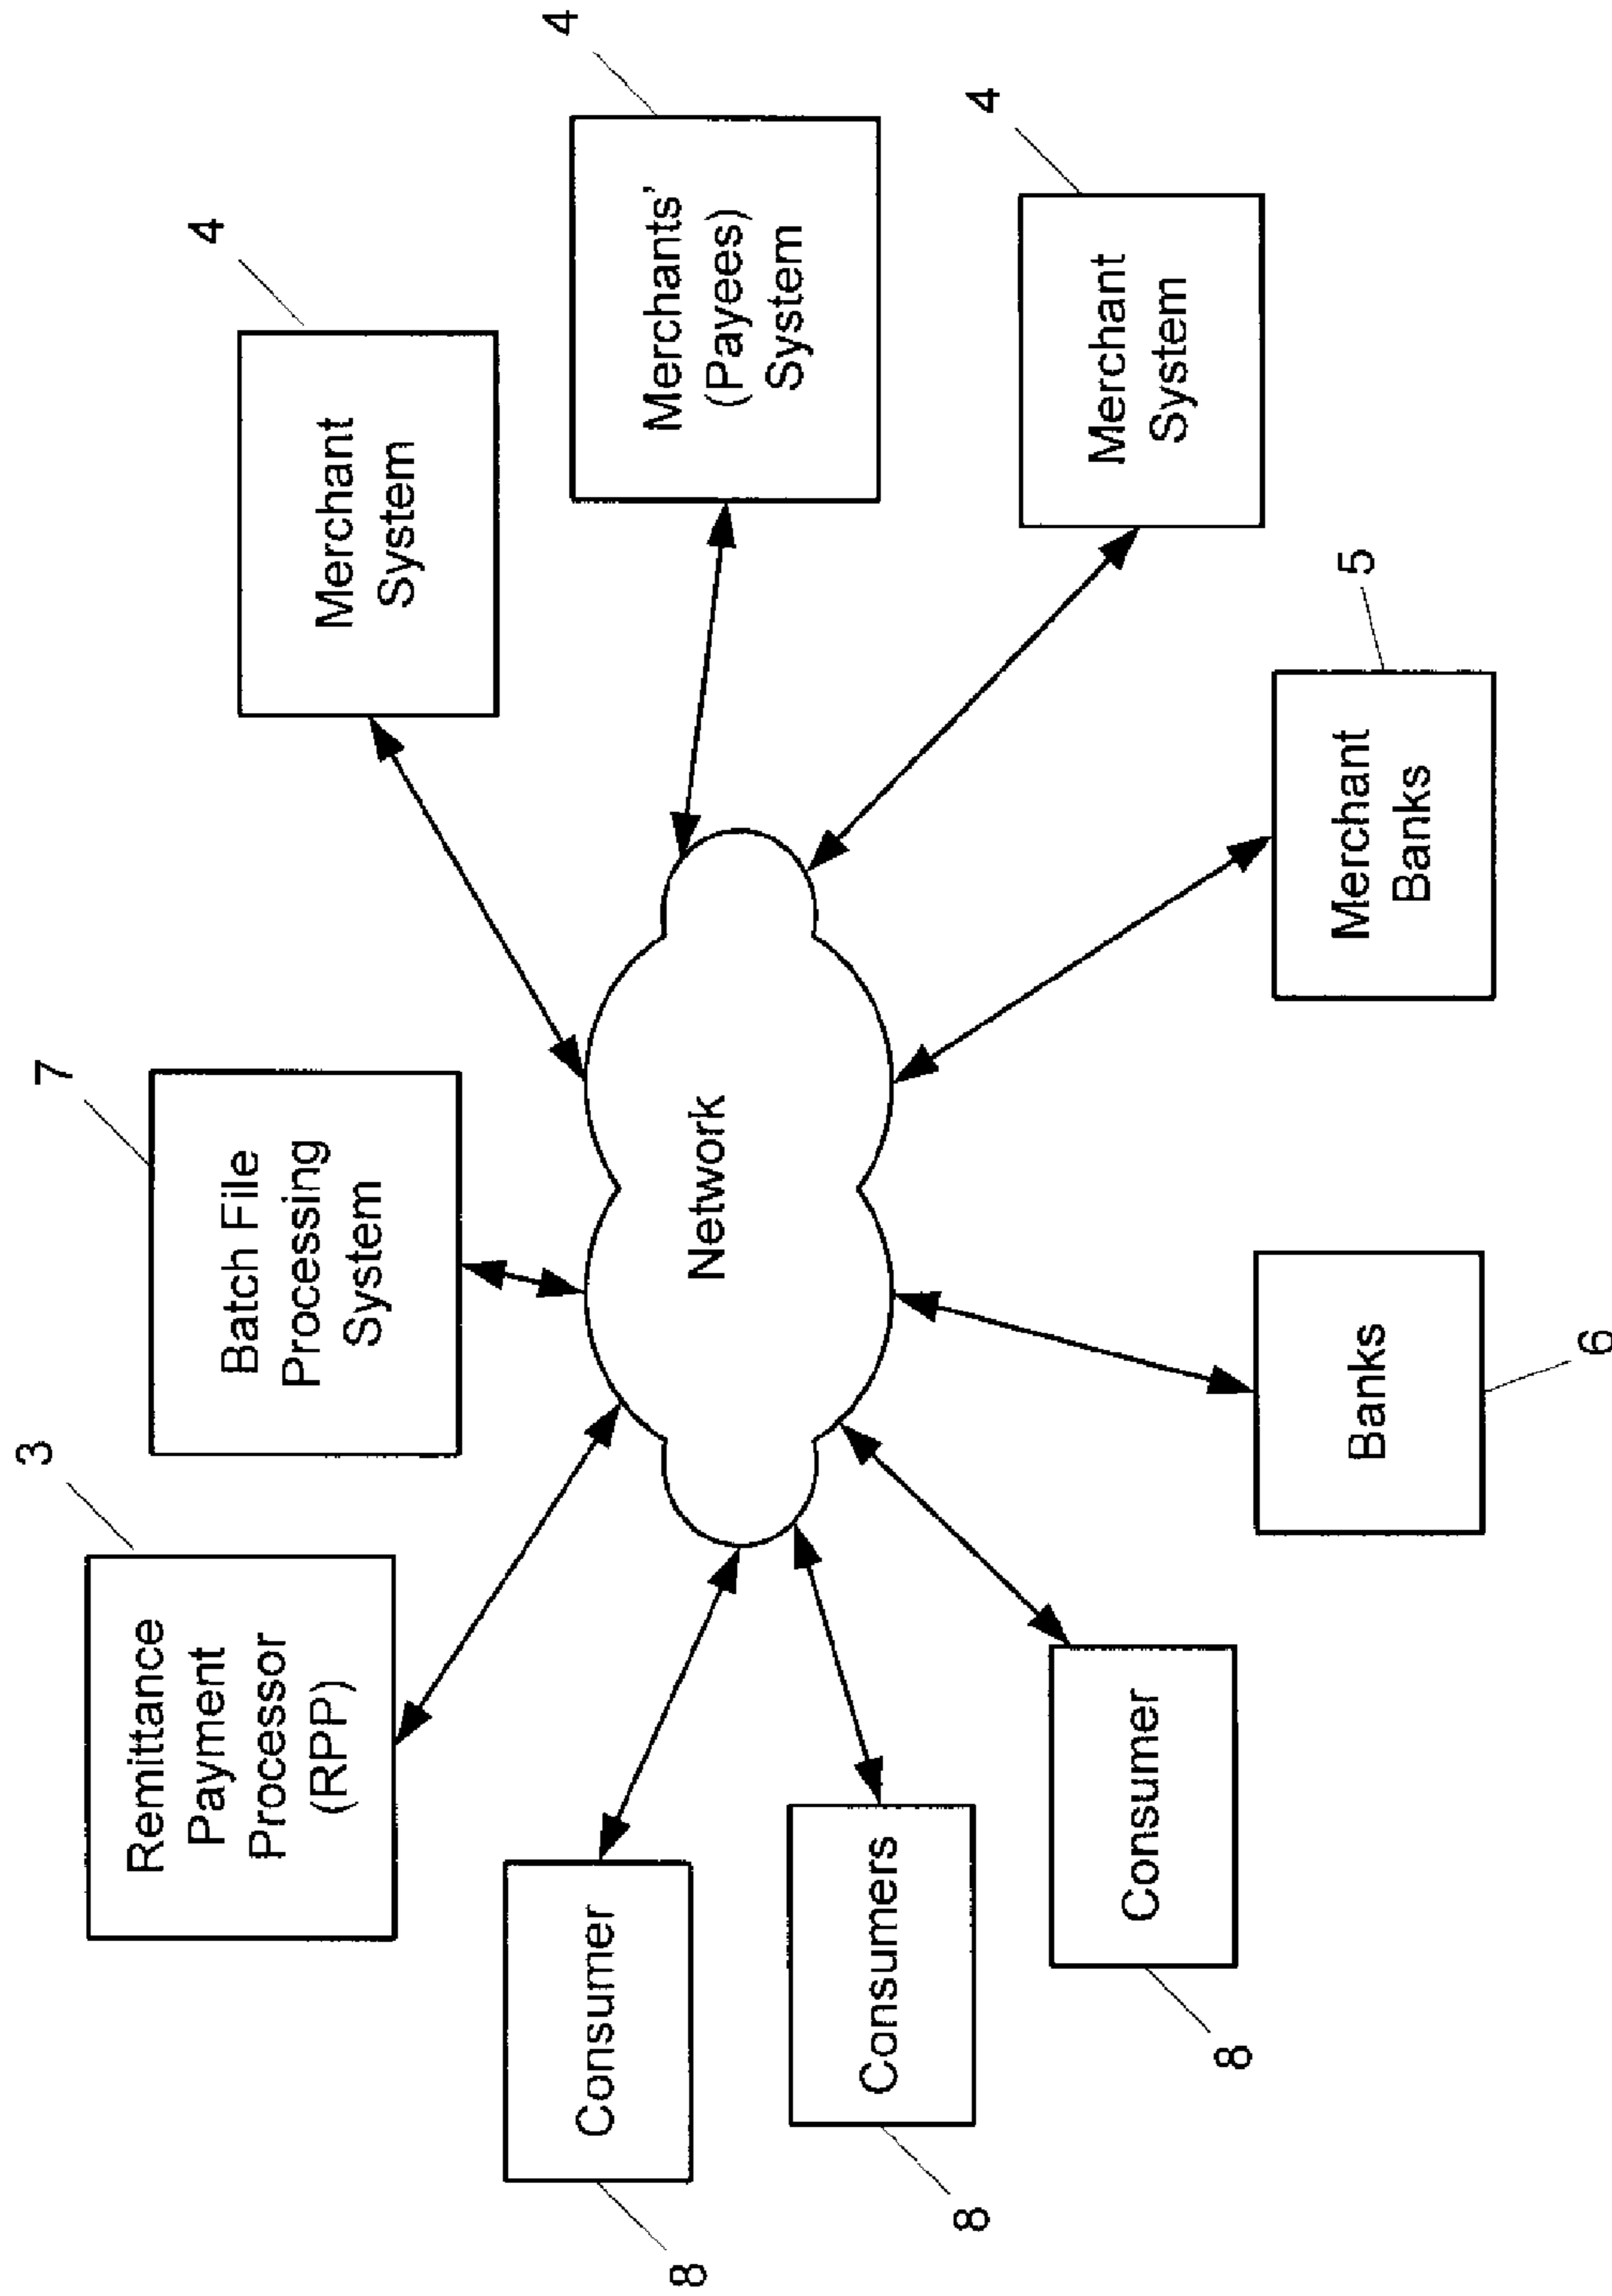 3
Remittance
Payment
Processor
(RPP)
7
Batch File
Processing
System
4
Merchant
System
4
Merchants'
(Payees)
System
4
Merchant
System
Network
Consumer
8
Consumers
8
Consumer
8
Banks
6
Merchant
Banks
5